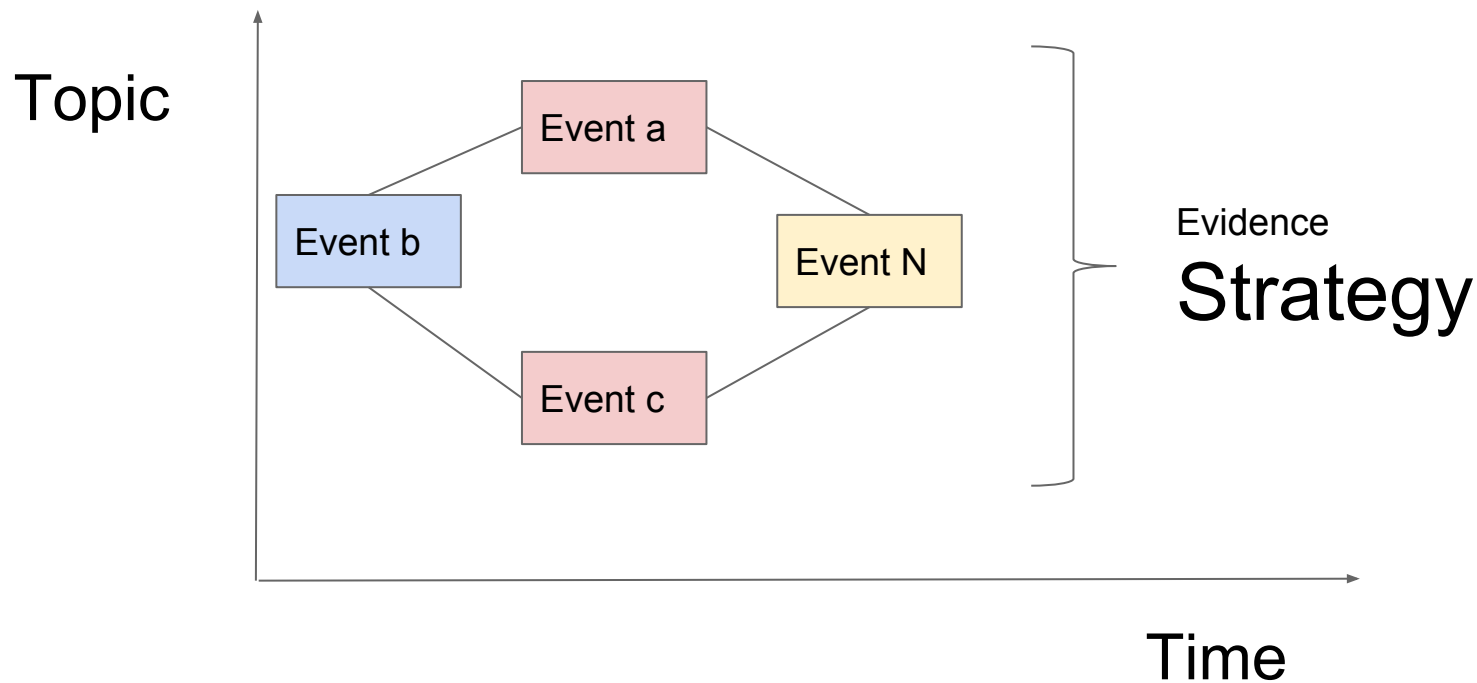 Topic
Event a
Event b
Event N
Event c
Evidence
Strategy
Time